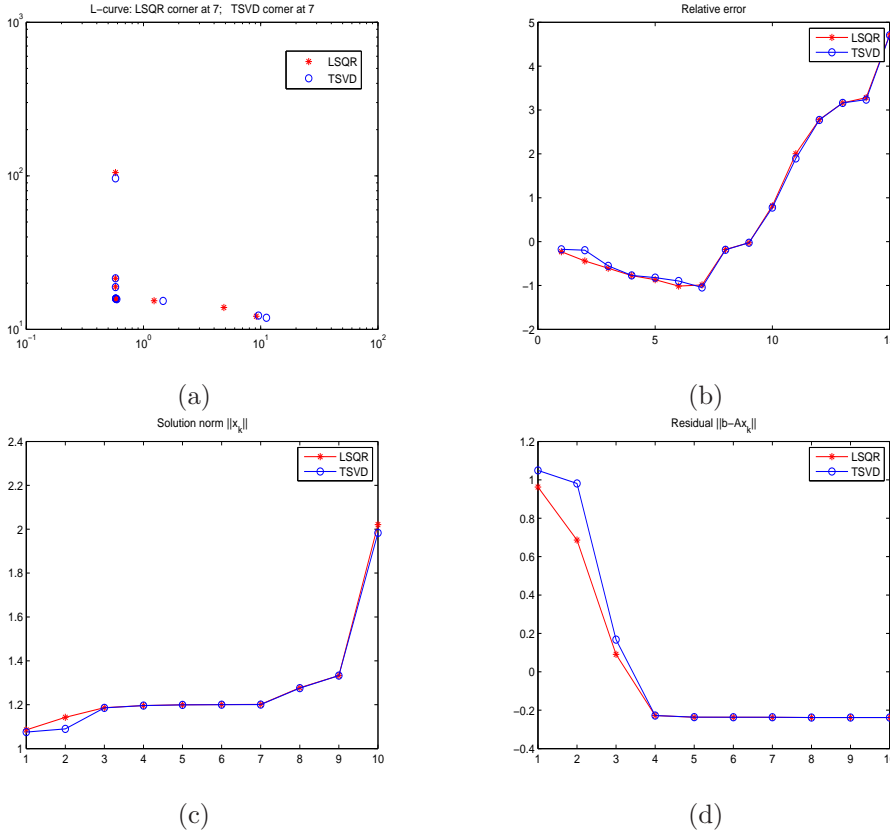 L−curve: LSQR corner at 7;   TSVD corner at 7
10^3
10^2
10^1
10^−1
10^0
10^1
10^2
LSQR
TSVD
(a)
Relative error
5
4
3
2
1
0
−1
−2
0
5
10
15
LSQR
TSVD
(b)
Solution norm ||x_k||
2.4
2.2
2
1.8
1.6
1.4
1.2
1
1 2 3 4 5 6 7 8 9 10
LSQR
TSVD
(c)
Residual ||b−Ax_k||
1.2
1
0.8
0.6
0.4
0.2
0
−0.2
−0.4
1 2 3 4 5 6 7 8 9 10
LSQR
TSVD
(d)